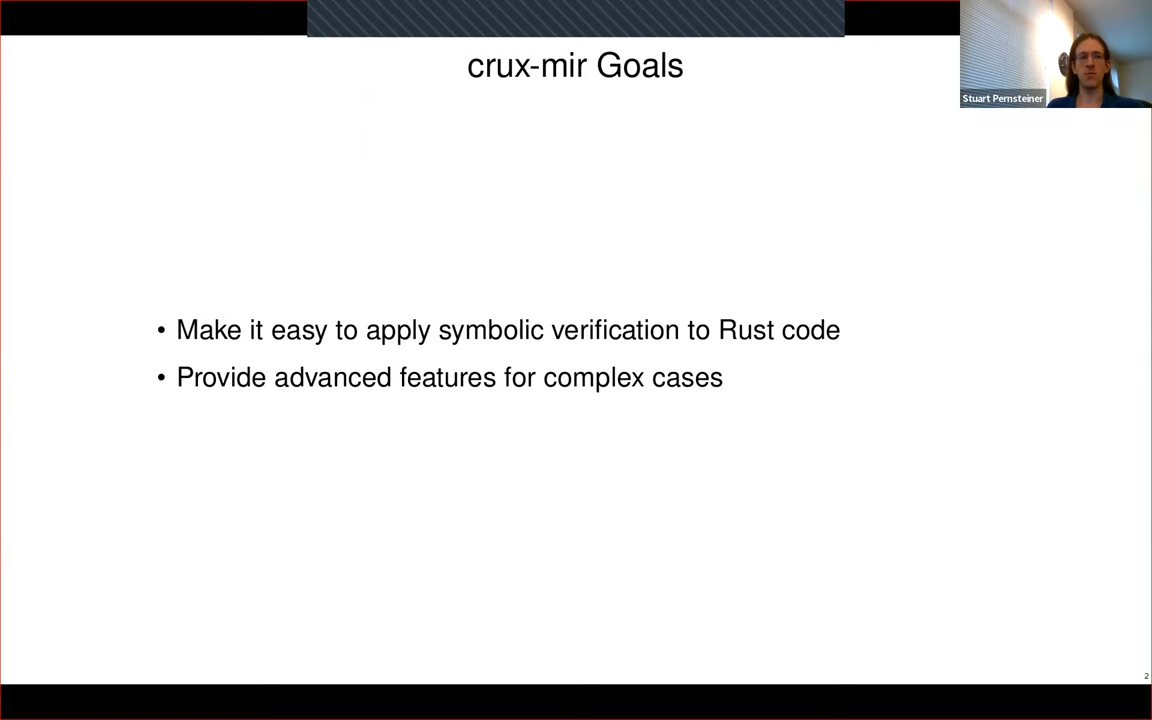 crux-mir Goals
Stuart Pernsteiner
• Make it easy to apply symbolic verification to Rust code
• Provide advanced features for complex cases
2